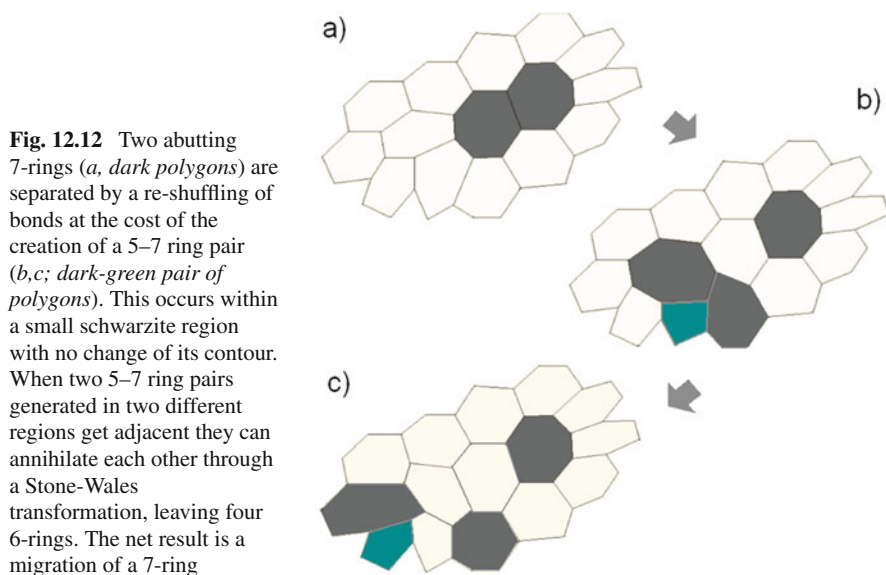 a)
b)
c)
Fig. 12.12 Two abutting
7-rings (a, dark polygons) are
separated by a re-shuffling of
bonds at the cost of the
creation of a 5–7 ring pair
(b,c; dark-green pair of
polygons). This occurs within
a small schwarzite region
with no change of its contour.
When two 5–7 ring pairs
generated in two different
regions get adjacent they can
annihilate each other through
a Stone-Wales
transformation, leaving four
6-rings. The net result is a
migration of a 7-ring